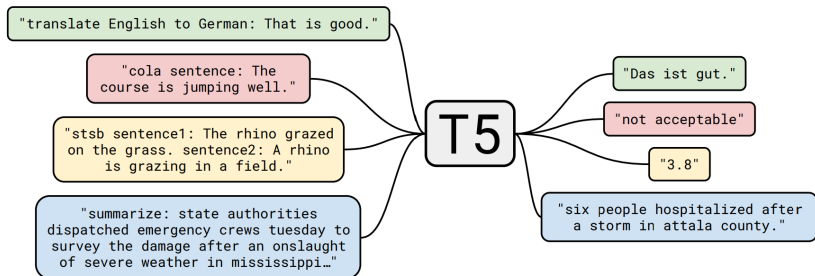 "translate English to German: That is good."
"cola sentence: The
course is jumping well."
"stsb sentence1: The rhino grazed
on the grass. sentence2: A rhino
is grazing in a field."
"summarize: state authorities
dispatched emergency crews tuesday to
survey the damage after an onslaught
of severe weather in mississippi…"
T5
"Das ist gut."
"not acceptable"
"3.8"
"six people hospitalized after
a storm in attala county."